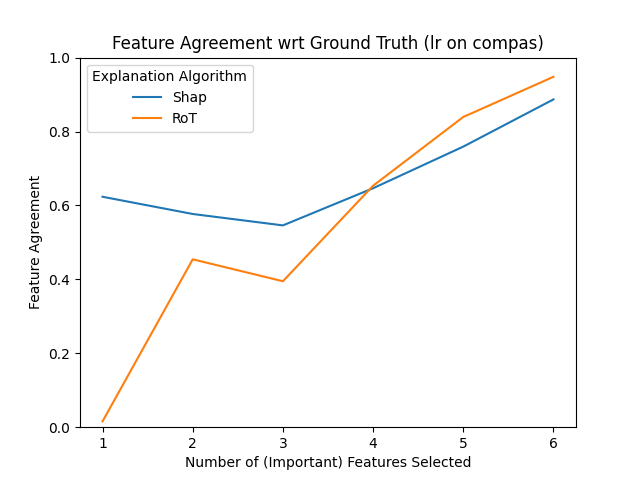 Feature Agreement wrt Ground Truth (lr on compas)
Explanation Algorithm
Shap
RoT
Feature Agreement
1.0
0.8
0.6
0.4
0.2
0.0
1 2 3 4 5 6
Number of (Important) Features Selected